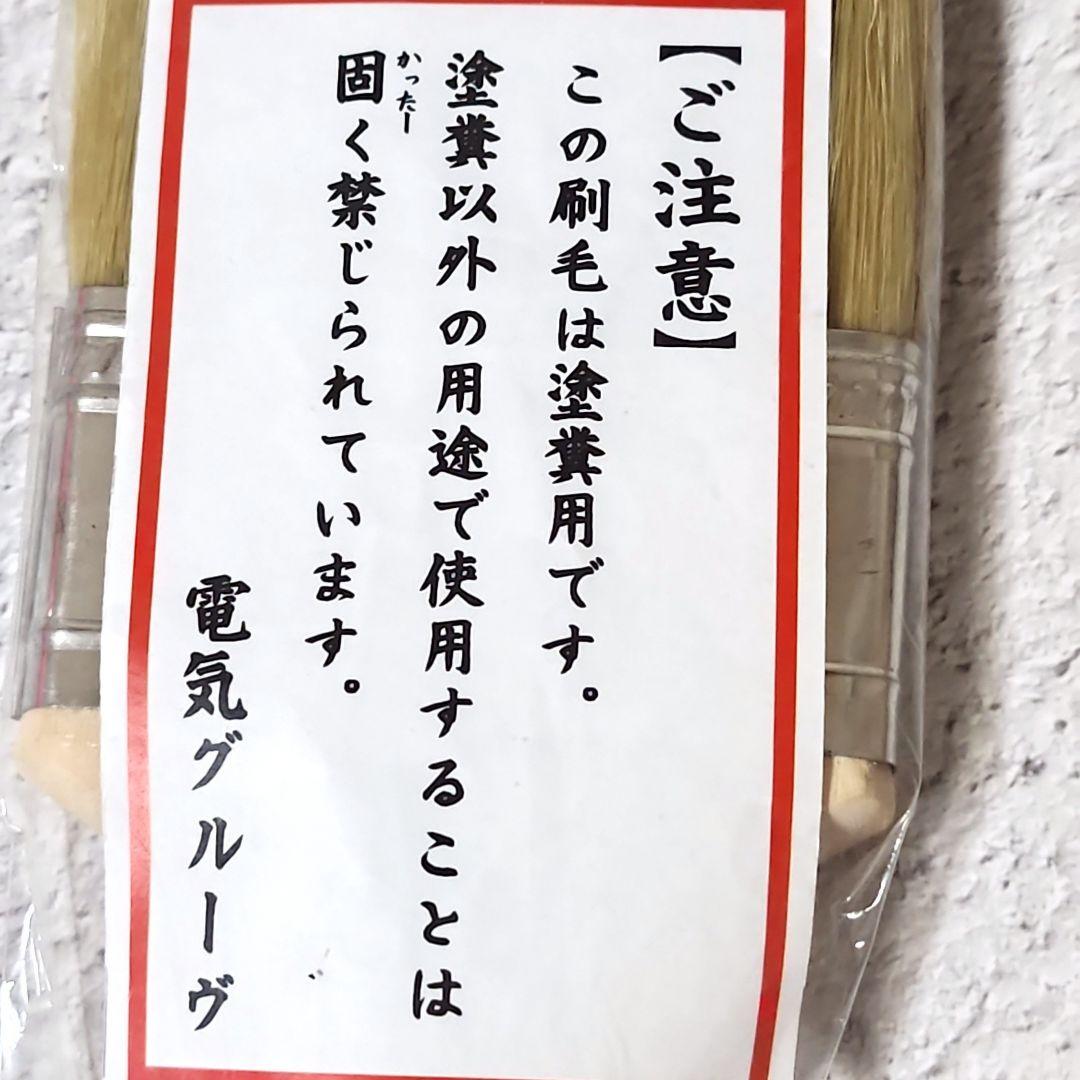 【ご注意】
この刷毛は塗糞用です。
塗糞以外の用途で使用することは
かったー
固く禁じられています。
電気グルーヴ